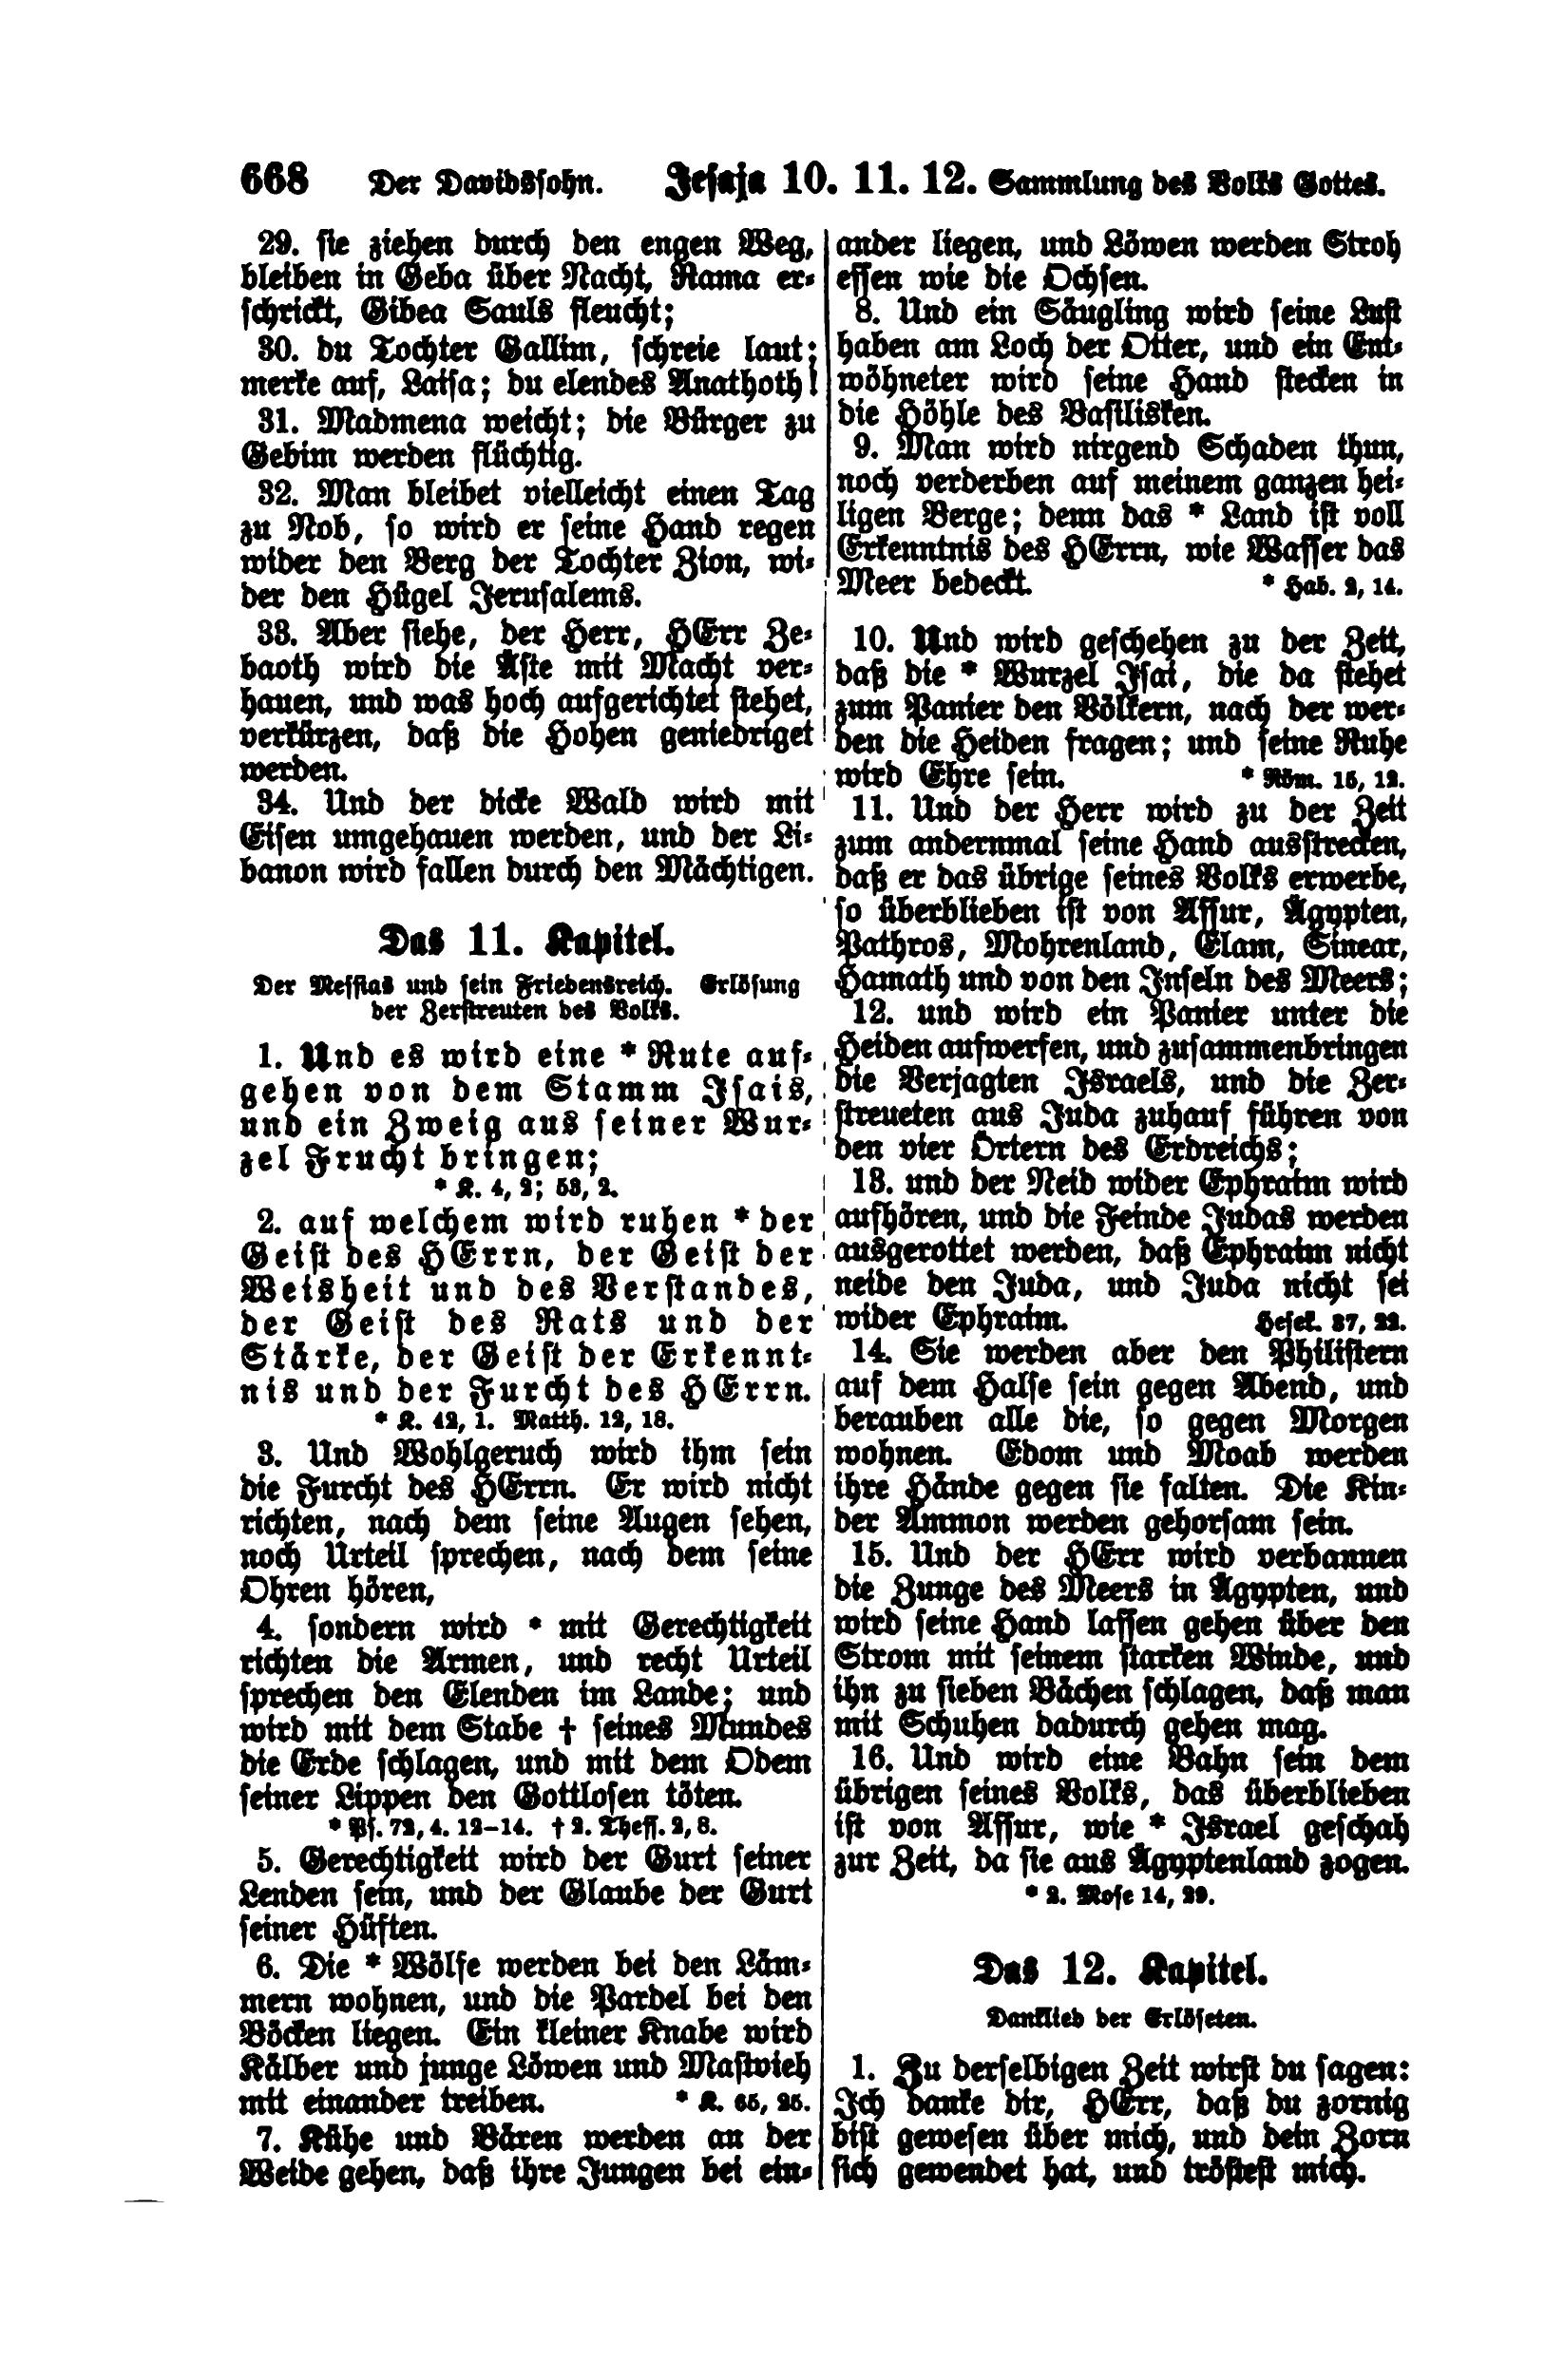 668 Der Davidssohn. Jesaja 10. 11. 12. Sammlung des Volks Gottes.
29. sie ziehen durch den engen Weg,
bleiben in Geba über Nacht, Rama er-
schrickt, Gibea Sauls fleucht;
30. du Tochter Gallim, schreie laut;
merke auf, Laisa; du elendes Anathoth!
31. Madmena weicht; die Bürger zu
Gebim werden flüchtig.
32. Man bleibet vielleicht einen Tag
zu Nob, so wird er seine Hand regen
wider den Berg der Tochter Zion, wi-
der den Hügel Jerusalems.
33. Aber siehe, der Herr, HErr Ze-
baoth wird die Äste mit Macht ver-
hauen, und was hoch aufgerichtet stehet,
verkürzen, daß die Hohen geniedriget
werden.
34. Und der dicke Wald wird mit
Eisen umgehauen werden, und der Li-
banon wird fallen durch den Mächtigen.
Das 11. Kapitel.
Der Messias und sein Friedensreich. Erlösung
der Zerstreuten des Volks.
1. Und es wird eine * Rute auf-
gehen von dem Stamm Isais,
und ein Zweig aus seiner Wur-
zel Frucht bringen;
* K. 4, 2; 53, 2.
2. auf welchem wird ruhen * der
Geist des HErrn, der Geist der
Weisheit und des Verstandes,
der Geist des Rats und der
Stärke, der Geist der Erkennt-
nis und der Furcht des HErrn.
* K. 42, 1. Matth. 12, 18.
3. Und Wohlgeruch wird ihm sein
die Furcht des HErrn. Er wird nicht
richten, nach dem seine Augen sehen,
noch Urteil sprechen, nach dem seine
Ohren hören,
4. sondern wird * mit Gerechtigkeit
richten die Armen, und recht Urteil
sprechen den Elenden im Lande; und
wird mit dem Stabe † seines Mundes
die Erde schlagen, und mit dem Odem
seiner Lippen den Gottlosen töten.
* Ps. 72, 4. 12–14. † 2. Thess. 2, 8.
5. Gerechtigkeit wird der Gurt seiner
Lenden sein, und der Glaube der Gurt
seiner Hüften.
6. Die * Wölfe werden bei den Läm-
mern wohnen, und die Pardel bei den
Böcken liegen. Ein kleiner Knabe wird
Kälber und junge Löwen und Mastvieh
mit einander treiben. * K. 65, 25.
7. Kühe und Bären werden an der
Weide gehen, daß ihre Jungen bei ein-
ander liegen, und Löwen werden Stroh
essen wie die Ochsen.
8. Und ein Säugling wird seine Lust
haben am Loch der Otter, und ein Ent-
wöhneter wird seine Hand stecken in
die Höhle des Basilisken.
9. Man wird nirgend Schaden thun,
noch verderben auf meinem ganzen hei-
ligen Berge; denn das * Land ist voll
Erkenntnis des HErrn, wie Wasser das
Meer bedeckt. * Hab. 2, 14.
10. Und wird geschehen zu der Zeit,
daß die * Wurzel Isai, die da stehet
zum Panier den Völkern, nach der wer-
den die Heiden fragen; und seine Ruhe
wird Ehre sein. * Röm. 15, 12.
11. Und der Herr wird zu der Zeit
zum andernmal seine Hand ausstrecken,
daß er das übrige seines Volks erwerbe,
so überblieben ist von Assur, Ägypten,
Pathros, Mohrenland, Elam, Sinear,
Hamath und von den Inseln des Meers;
12. und wird ein Panier unter die
Heiden aufwerfen, und zusammenbringen
die Verjagten Israels, und die Zer-
streueten aus Juda zuhauf führen von
den vier Örtern des Erdreichs;
13. und der Neid wider Ephraim wird
aufhören, und die Feinde Judas werden
ausgerottet werden, daß Ephraim nicht
neide den Juda, und Juda nicht sei
wider Ephraim. Hesek. 37, 22.
14. Sie werden aber den Philistern
auf dem Halse sein gegen Abend, und
berauben alle die, so gegen Morgen
wohnen. Edom und Moab werden
ihre Hände gegen sie falten. Die Kin-
der Ammon werden gehorsam sein.
15. Und der HErr wird verbannen
die Zunge des Meers in Ägypten, und
wird seine Hand lassen gehen über den
Strom mit seinem starken Winde, und
ihn zu sieben Bächen schlagen, daß man
mit Schuhen dadurch gehen mag.
16. Und wird eine Bahn sein dem
übrigen seines Volks, das überblieben
ist von Assur, wie * Israel geschah
zur Zeit, da sie aus Ägyptenland zogen.
* 2. Mose 14, 29.
Das 12. Kapitel.
Danklied der Erlöseten.
1. Zu derselbigen Zeit wirst du sagen:
Ich danke dir, HErr, daß du zornig
bist gewesen über mich, und dein Zorn
sich gewendet hat, und tröstest mich.